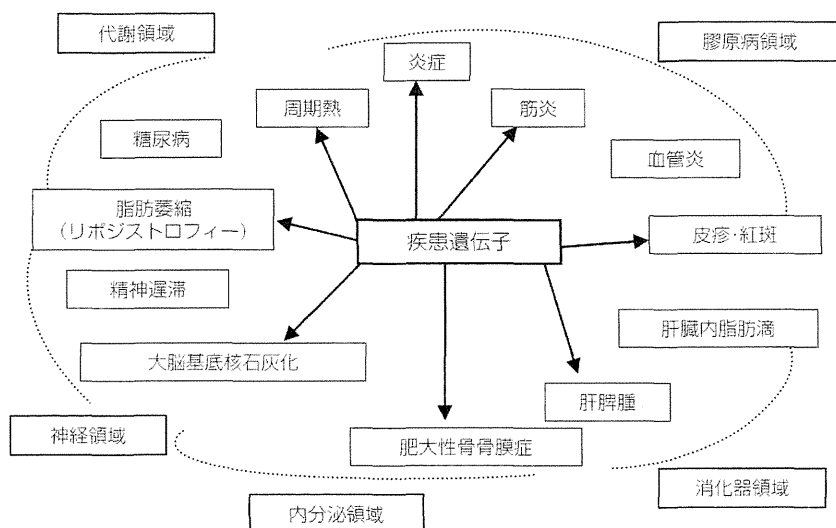 代謝領域
膠原病領域
炎症
周期熱
筋炎
糖尿病
血管炎
脂肪萎縮
（リポジストロフィー）
疾患遺伝子
皮疹・紅斑
精神遅滞
肝臓内脂肪滴
大脳基底核石灰化
肝脾腫
神経領域
肥大性骨骨膜症
消化器領域
内分泌領域